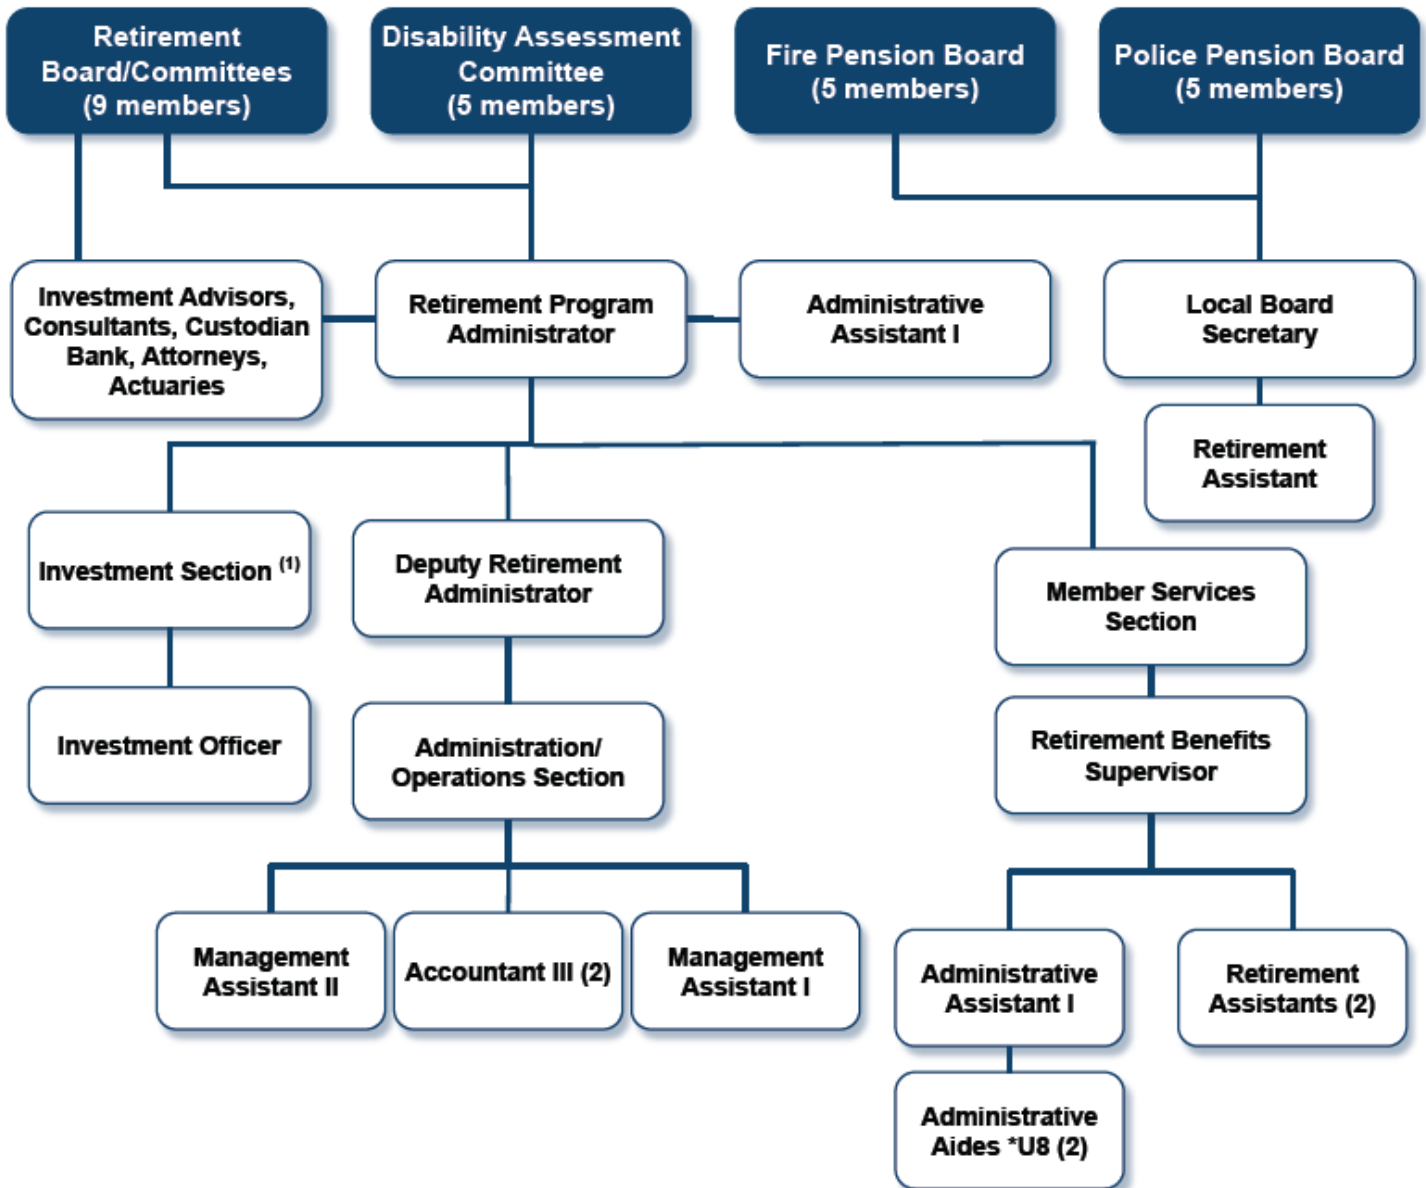 Retirement
Board/Committees
(9 members)
Disability Assessment
Committee
(5 members)
Fire Pension Board
(5 members)
Police Pension Board
(5 members)
Investment Advisors,
Consultants, Custodian
Bank, Attorneys,
Actuaries
Retirement Program
Administrator
Administrative
Assistant I
Local Board
Secretary
Retirement
Assistant
Investment Section (1)
Deputy Retirement
Administrator
Member Services
Section
Investment Officer
Administration/
Operations Section
Retirement Benefits
Supervisor
Management
Assistant II
Accountant III (2)
Management
Assistant I
Administrative
Assistant I
Retirement
Assistants (2)
Administrative
Aides *U8 (2)